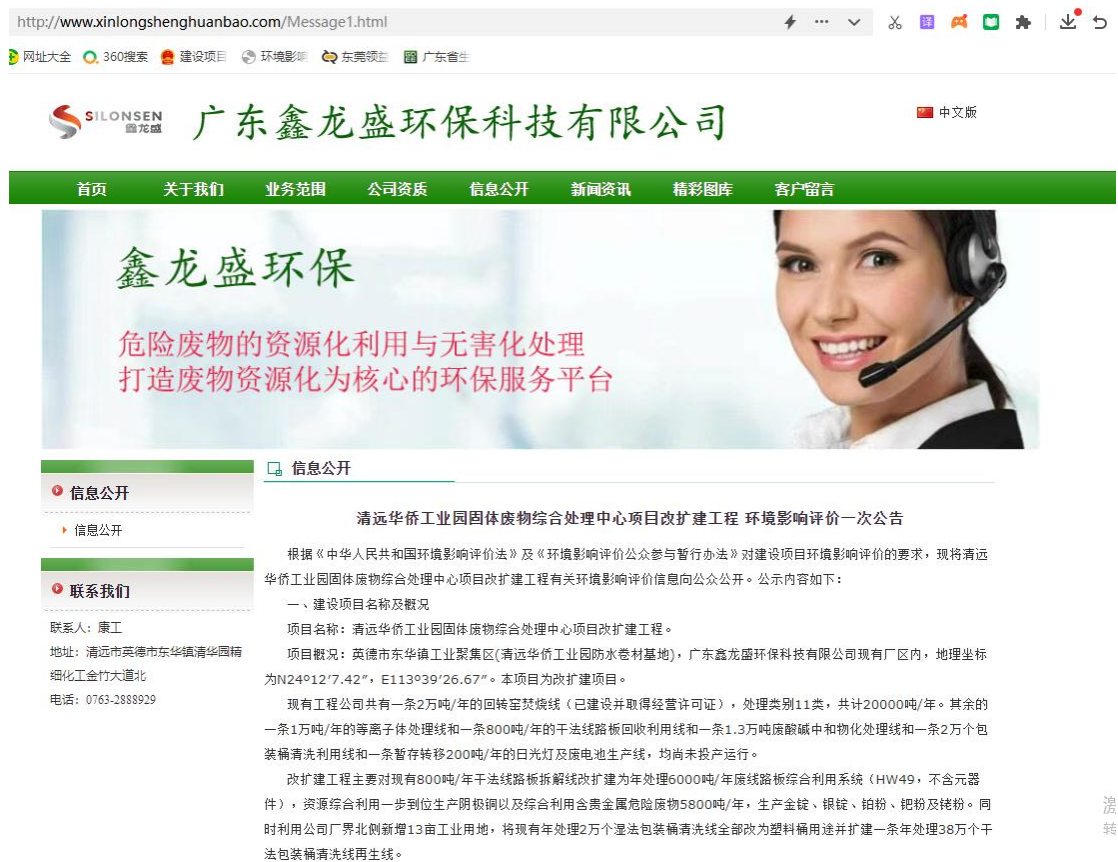 http://www.xinlongshenghuanbao.com/Message1.html
网址大全 360搜索 建设项目 环境影响 东莞领益 广东省生
译
SILONSEN
鑫龙盛
广东鑫龙盛环保科技有限公司
中文版
首页 关于我们 业务范围 公司资质 信息公开 新闻资讯 精彩图库 客户留言
鑫龙盛环保
危险废物的资源化利用与无害化处理
打造废物资源化为核心的环保服务平台
信息公开
信息公开
联系我们
联系人：康工
地址：清远市英德市东华镇清华园精
细化工金竹大道北
电话：0763-2888929
信息公开
清远华侨工业园固体废物综合处理中心项目改扩建工程 环境影响评价一次公告
根据《中华人民共和国环境影响评价法》及《环境影响评价公众参与暂行办法》对建设项目环境影响评价的要求，现将清远
华侨工业园固体废物综合处理中心项目改扩建工程有关环境影响评价信息向公众公开。公示内容如下：
一、建设项目名称及概况
项目名称：清远华侨工业园固体废物综合处理中心项目改扩建工程。
项目概况：英德市东华镇工业聚集区(清远华侨工业园防水卷材基地)，广东鑫龙盛环保科技有限公司现有厂区内，地理坐标
为N24º12′7.42″，E113º39′26.67″。本项目为改扩建项目。
现有工程公司共有一条2万吨/年的回转窑焚烧线（已建设并取得经营许可证），处理类别11类，共计20000吨/年。其余的
一条1万吨/年的等离子体处理线和一条800吨/年的干法线路板回收利用线和一条1.3万吨废酸碱中和物化处理线和一条2万个包
装桶清洗利用线和一条暂存转移200吨/年的日光灯及废电池生产线，均尚未投产运行。
改扩建工程主要对现有800吨/年干法线路板拆解线改扩建为年处理6000吨/年废线路板综合利用系统（HW49，不含元器
件），资源综合利用一步到位生产阴极铜以及综合利用含贵金属危险废物5800吨/年，生产金锭、银锭、铂粉、钯粉及铑粉。同
时利用公司厂界北侧新增13亩工业用地，将现有年处理2万个湿法包装桶清洗线全部改为塑料桶用途并扩建一条年处理38万个干
法包装桶清洗线再生线。